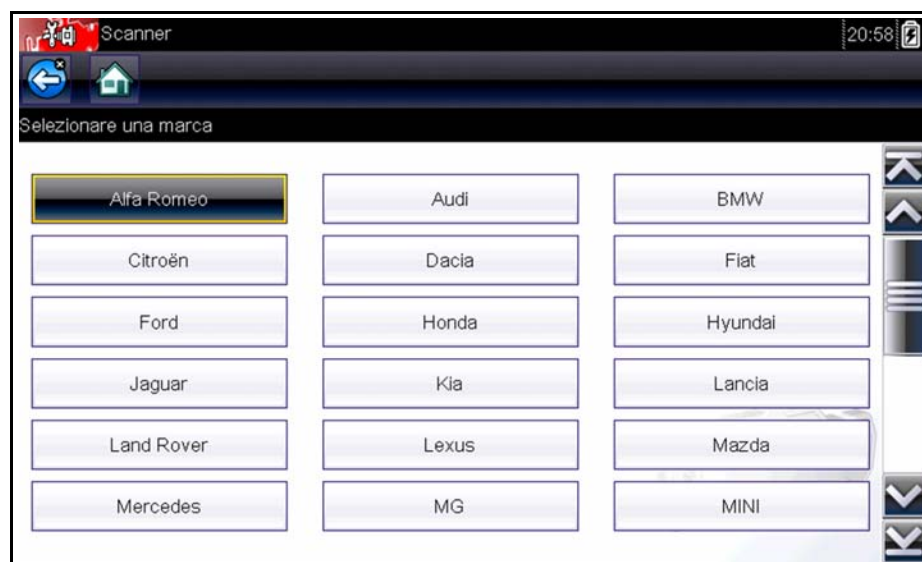 Scanner 20:58
Selezionare una marca
Alfa Romeo Audi BMW
Citroën Dacia Fiat
Ford Honda Hyundai
Jaguar Kia Lancia
Land Rover Lexus Mazda
Mercedes MG MINI